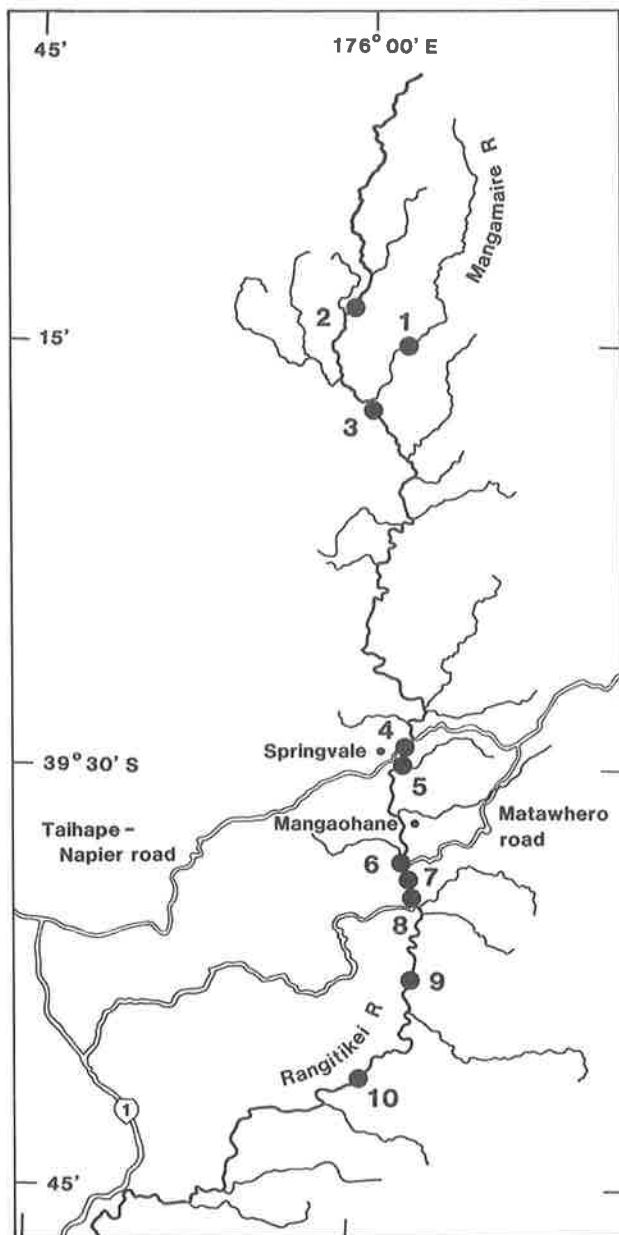 45'
176°00' E
Mangamaire R
2
1
15'
3
4
Springvale
39°30' S
5
Mangaohane
Matawhero
road
Taihape-
Napier road
6
7
8
9
Rangitikei R
10
1
45'